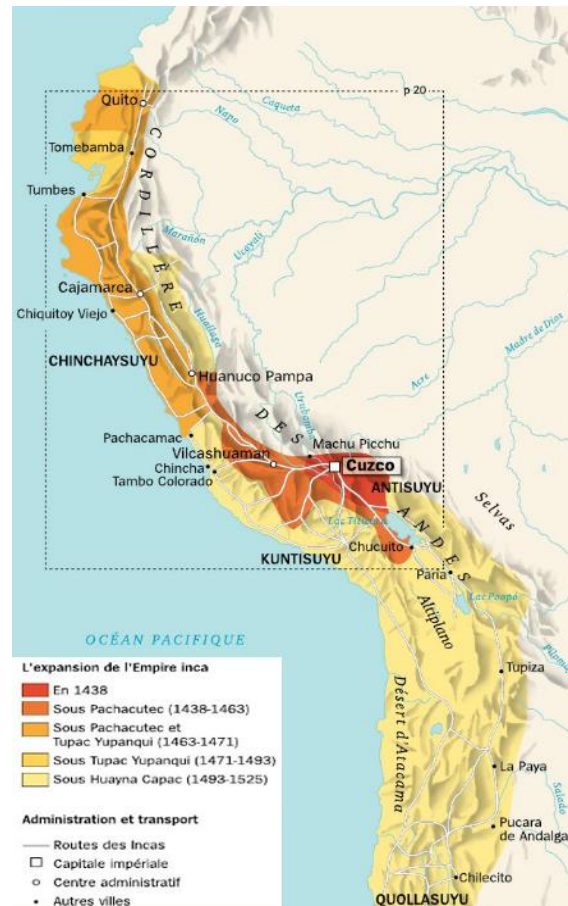 p 20
Quito
Caqueta
Napo
Tomebamba
CORDILLÈRE
Tumbes
Marañón
Ucayali
Cajamarca
Chiquitoy Viejo
Huallaga
Madre de Dios
CHINCHAYSUYU
Acre
Huanuco Pampa
DES
Urubamba
Pachacamac
Machu Picchu
Vilcashuaman
Cuzco
Chincha
Tambo Colorado
ANTISUYU
Selvas
Lac Titicaca
ANDES
Chucuito
KUNTISUYU
Paria
Lac Poopó
Altiplano
OCÉAN PACIFIQUE
L'expansion de l'Empire inca
En 1438
Sous Pachacutec (1438-1463)
Sous Pachacutec et
Tupac Yupanqui (1463-1471)
Sous Tupac Yupanqui (1471-1493)
Sous Huayna Capac (1493-1525)
Tupiza
Désert d'Atacama
La Paya
Salado
Administration et transport
Routes des Incas
Capitale impériale
Centre administratif
Autres villes
Pucara
de Andalga
Chilecito
QUOLLASUYU